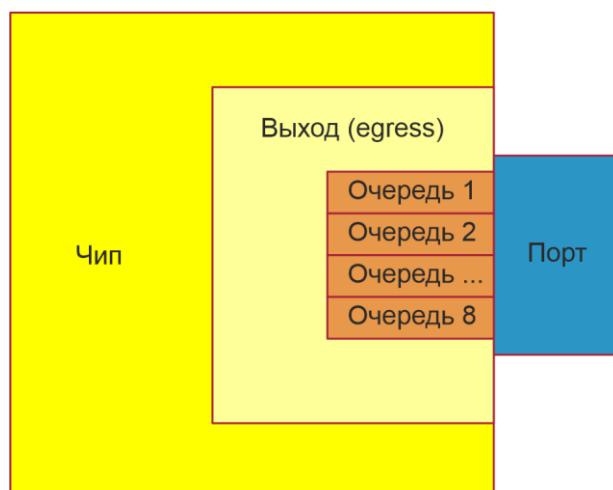 Выход (egress)
Очередь 1
Очередь 2
Чип
Порт
Очередь ...
Очередь 8